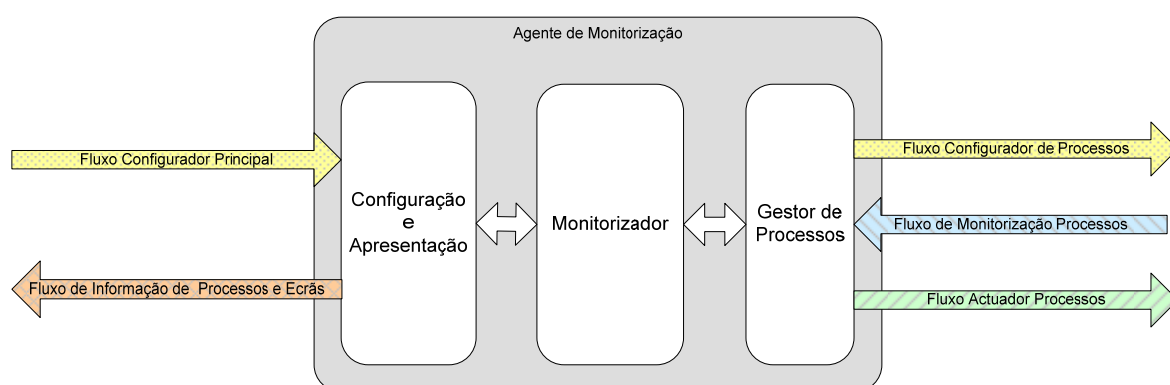 Agente de Monitorização
Fluxo Configurador Principal
Fluxo de Informação de Processos e Ecrãs
Configuração
e
Apresentação
Monitorizador
Gestor de
Processos
Fluxo Configurador de Processos
Fluxo de Monitorização Processos
Fluxo Actuador Processos